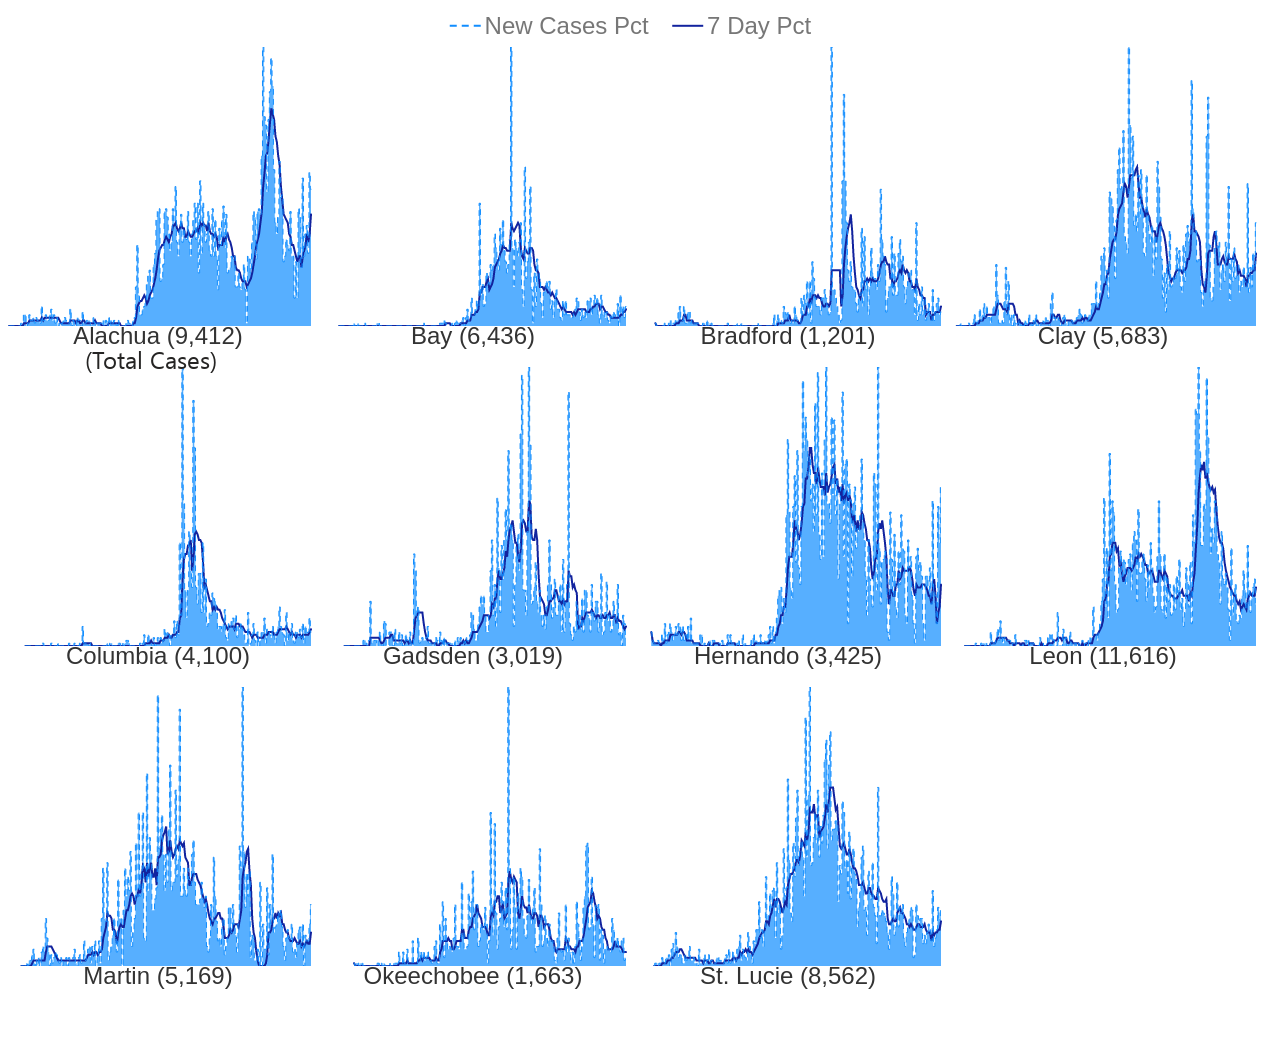 New Cases Pct 7 Day Pct
Alachua (9,412) Bay (6,436) Bradford (1,201) Clay (5,683)
(Total Cases)
Columbia (4,100) Gadsden (3,019) Hernando (3,425) Leon (11,616)
Martin (5,169) Okeechobee (1,663) St. Lucie (8,562)